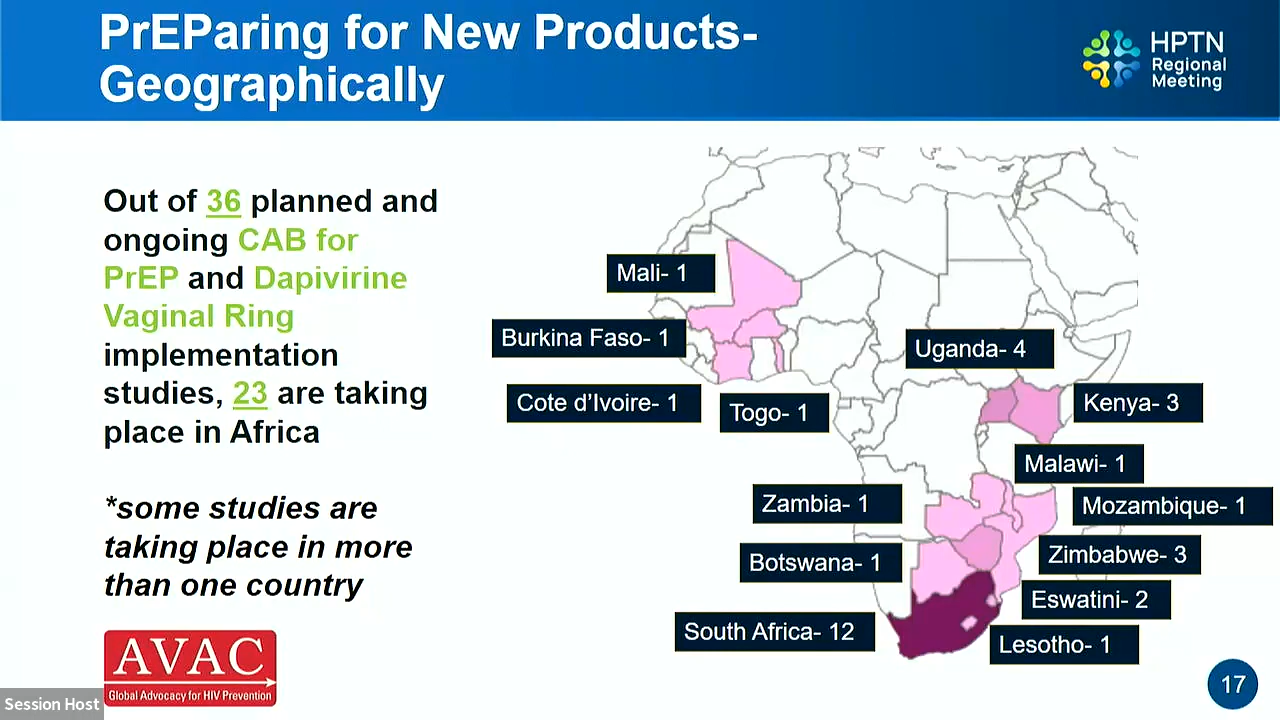 PrEParing for New Products-
Geographically
HPTN
Regional
Meeting
Out of 36 planned and
ongoing CAB for
PrEP and Dapivirine
Vaginal Ring
implementation
studies, 23 are taking
place in Africa
*some studies are
taking place in more
than one country
Mali- 1
Burkina Faso- 1
Uganda- 4
Cote d'Ivoire- 1
Togo- 1
Kenya- 3
Malawi- 1
Zambia- 1
Mozambique- 1
Botswana- 1
Zimbabwe- 3
Eswatini- 2
South Africa- 12
Lesotho- 1
AVAC
Global Advocacy for HIV Prevention
Session Host
17